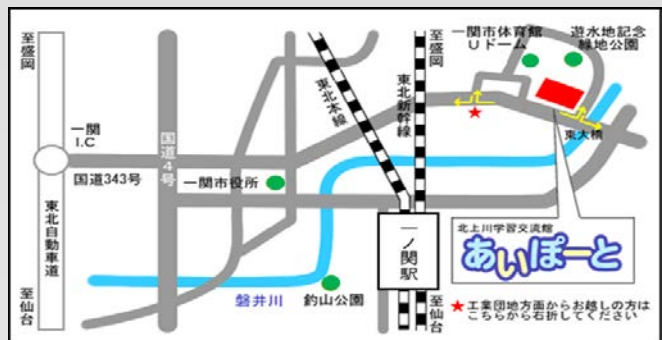 至盛岡
一関
I.C
国道343号
東北自動車道
至仙台
国道4号
一関市役所
磐井川
釣山公園
東北本線
至盛岡
東北新幹線
一ノ関駅
至仙台
一関市体育館
Uドーム
遊水地記念
緑地公園
★
東大橋
北上川学習交流館
あいぽーと
★工業団地方面からお越しの方は
こちらから右折してください